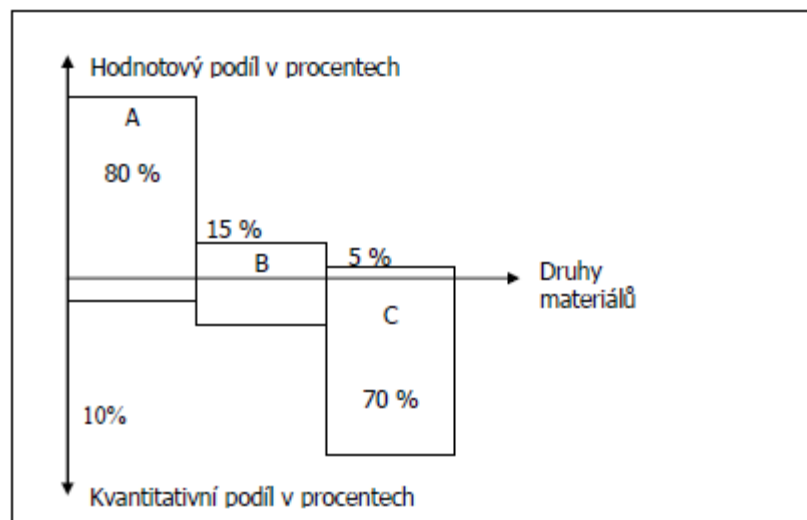 Hodnotový podíl v procentech
A
80 %
15 %
B
5 %
Druhy
materiálů
C
70 %
10%
Kvantitativní podíl v procentech